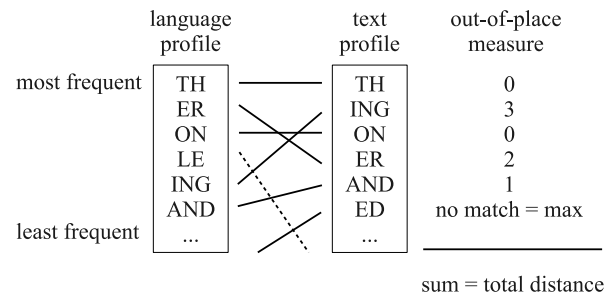 language profile
text profile
out-of-place measure
most frequent
TH TH 0
ER ING 3
ON ON 0
LE ER 2
ING AND 1
AND ED no match = max
least frequent
... ...
sum = total distance